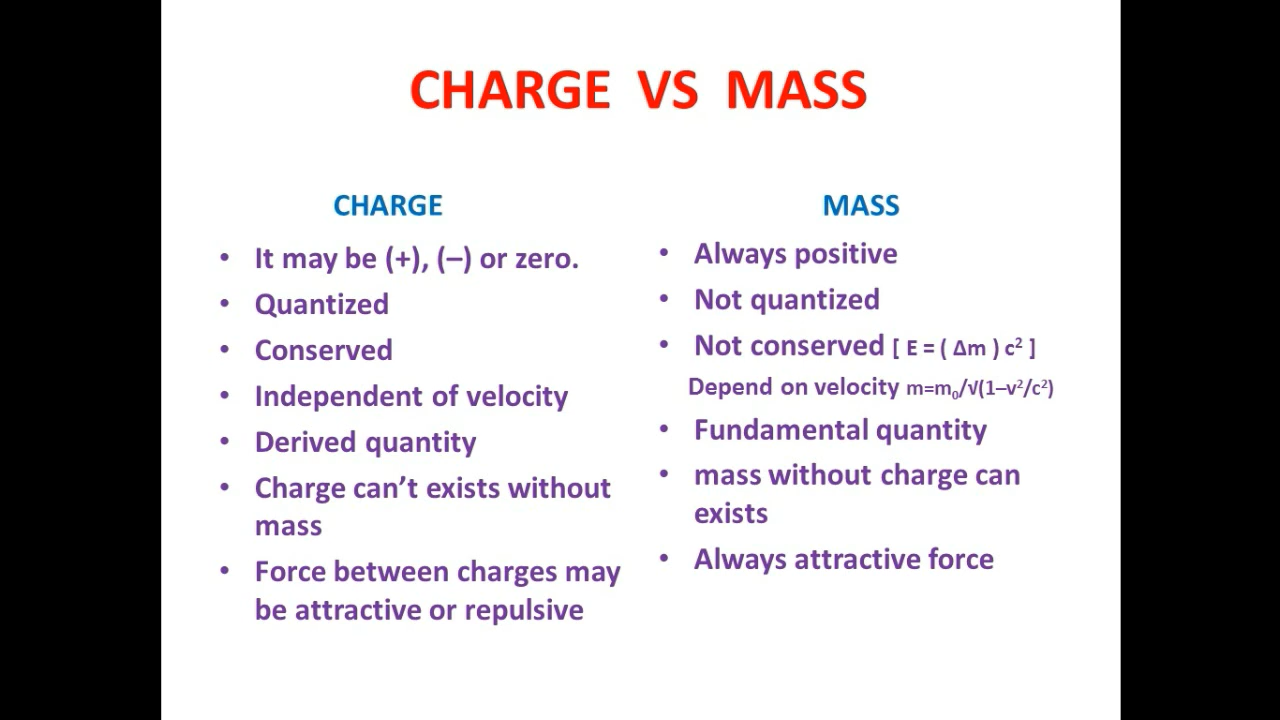 CHARGE VS MASS
CHARGE
• It may be (+), (–) or zero.
• Quantized
• Conserved
• Independent of velocity
• Derived quantity
• Charge can’t exists without
mass
• Force between charges may
be attractive or repulsive
MASS
• Always positive
• Not quantized
• Not conserved [ E = ( Δm ) c² ]
Depend on velocity m=m₀/√(1–v²/c²)
• Fundamental quantity
• mass without charge can
exists
• Always attractive force